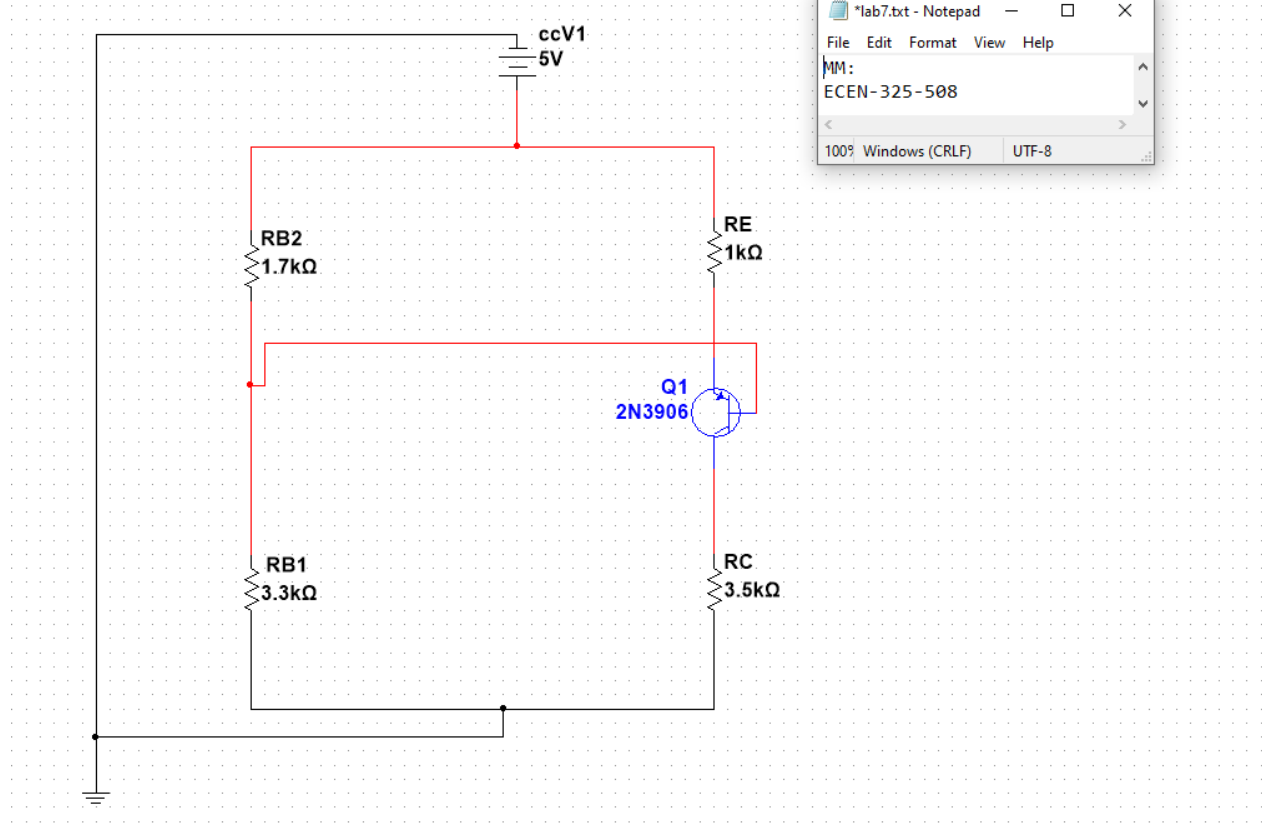 ccV1
5V
*lab7.txt - Notepad
File Edit Format View Help
MM:
ECEN-325-508
100% Windows (CRLF) UTF-8
RB2
1.7kΩ
RE
1kΩ
Q1
2N3906
RB1
3.3kΩ
RC
3.5kΩ